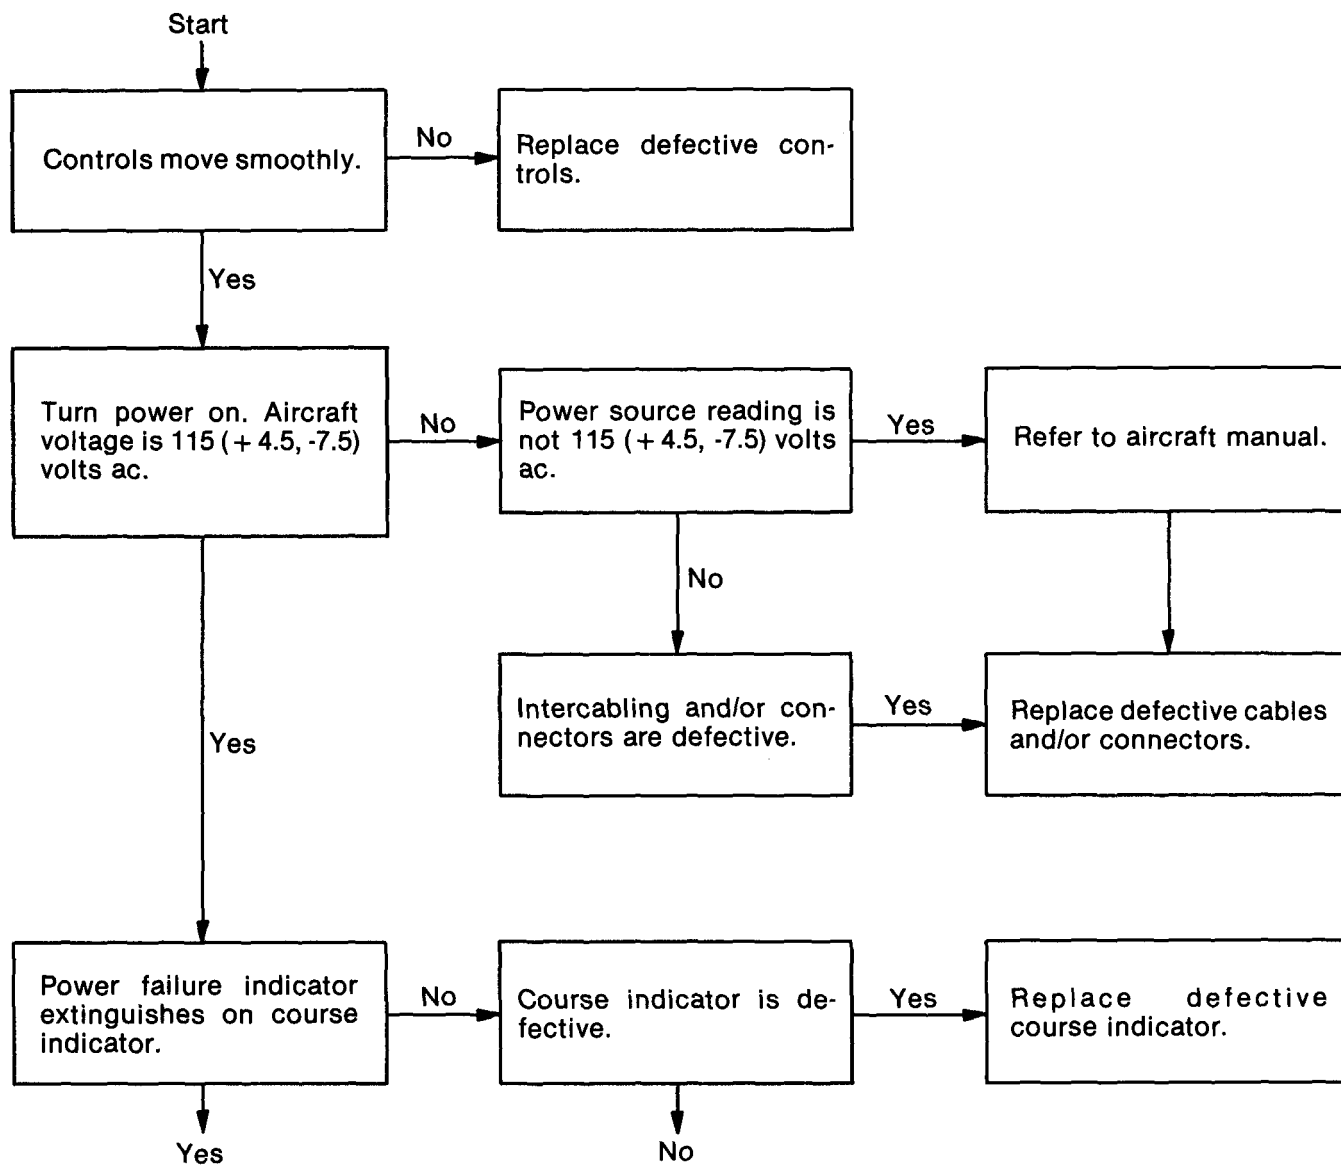 Start
Controls move smoothly.
No
Replace defective con-
trols.
Yes
Turn power on. Aircraft
voltage is 115 (+ 4.5, -7.5)
volts ac.
No
Power source reading is
not 115 (+ 4.5, -7.5) volts
ac.
Yes
Refer to aircraft manual.
No
Intercabling and/or con-
nectors are defective.
Yes
Replace defective cables
and/or connectors.
Yes
Power failure indicator
extinguishes on course
indicator.
No
Course indicator is de-
fective.
Yes
Replace defective
course indicator.
Yes
No